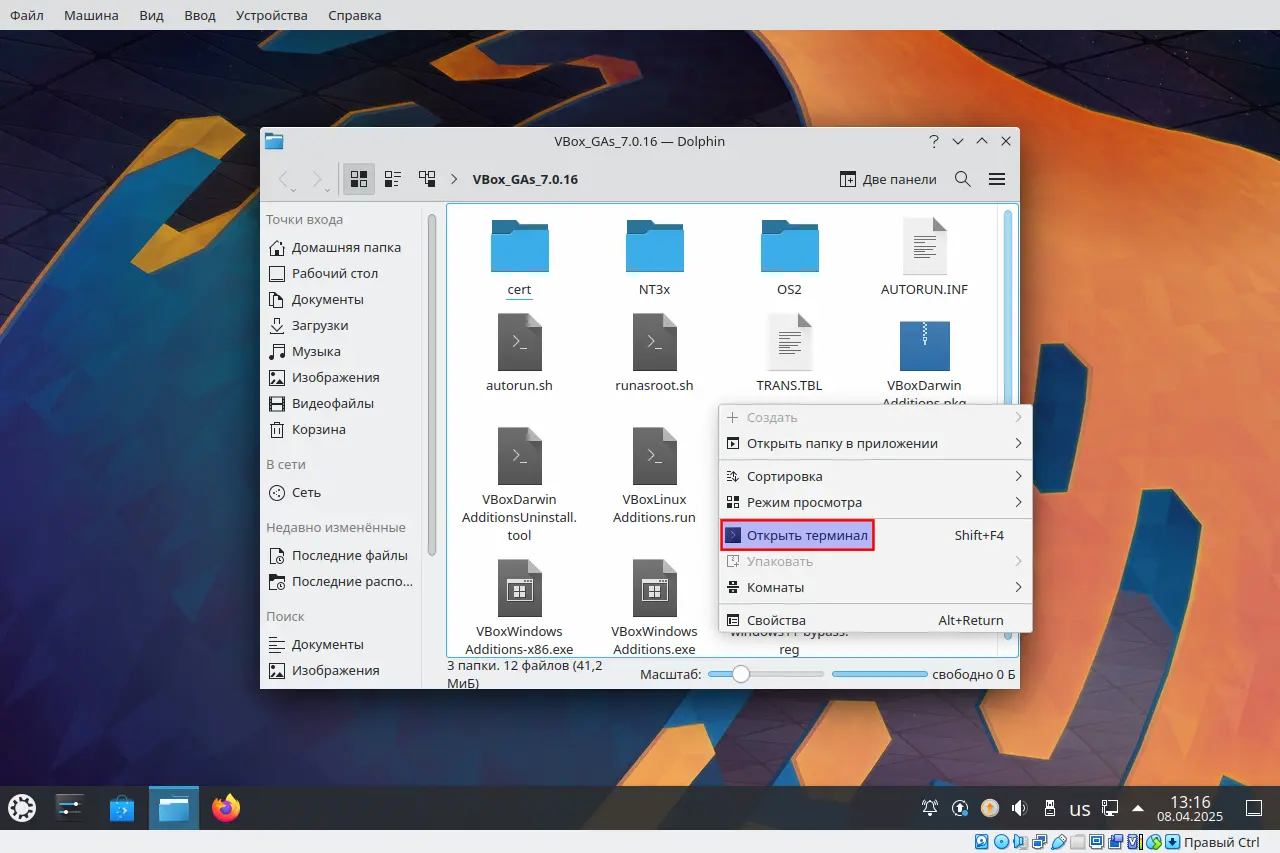 Файл Машина Вид Ввод Устройства Справка
VBox_GAs_7.0.16 — Dolphin
VBox_GAs_7.0.16
Две панели
Точки входа
Домашняя папка
Рабочий стол
Документы
Загрузки
Музыка
Изображения
Видеофайлы
Корзина
В сети
Сеть
Недавно изменённые
Последние файлы
Последние распо...
Поиск
Документы
Изображения
cert
NT3x
OS2
AUTORUN.INF
autorun.sh
runasroot.sh
TRANS.TBL
VBoxDarwin
Additions.pkg
VBoxDarwin
AdditionsUninstall.
tool
VBoxLinux
Additions.run
VBoxWindows
Additions-x86.exe
VBoxWindows
Additions.exe
windows11-bypass.
reg
Создать
Открыть папку в приложении
Сортировка
Режим просмотра
Открыть терминал Shift+F4
Упаковать
Комнаты
Свойства Alt+Return
3 папки. 12 файлов (41,2
МиБ)
Масштаб:
свободно 0 Б
us
13:16
08.04.2025
Правый Ctrl